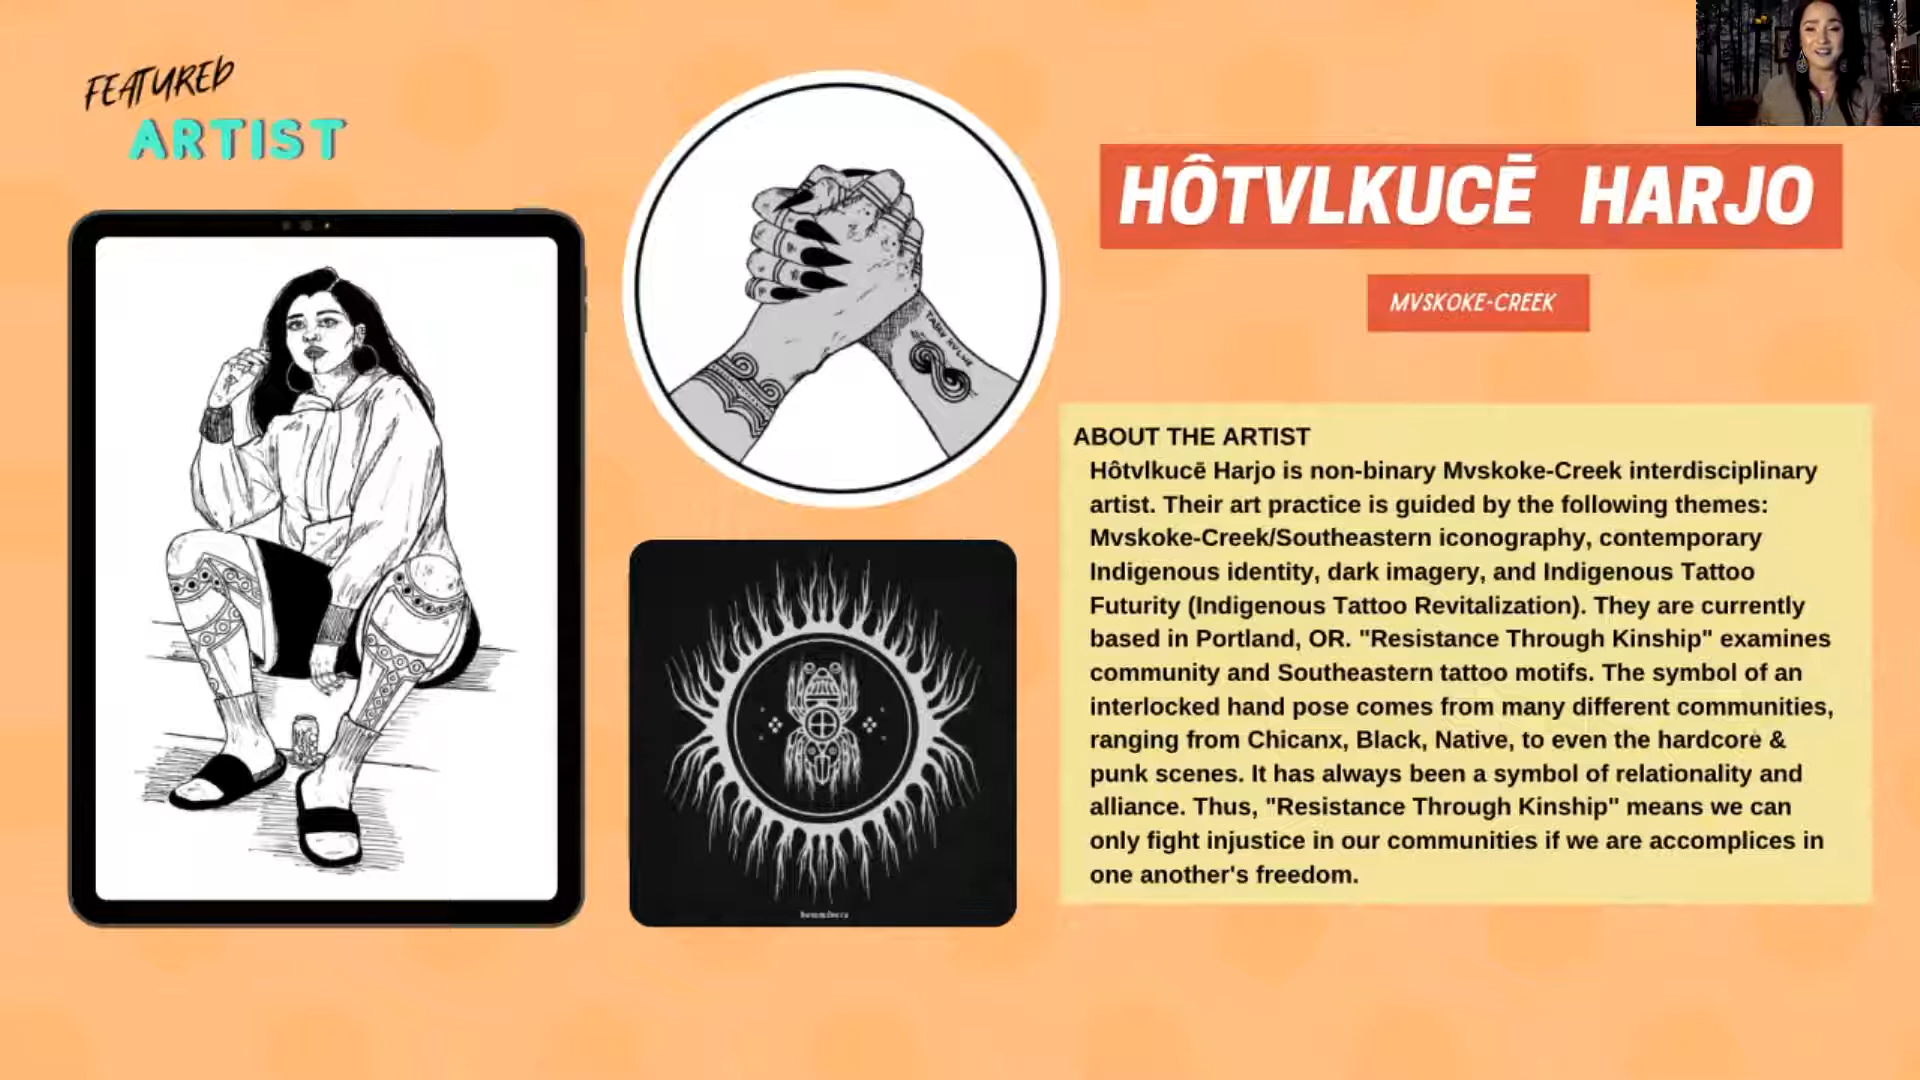 FEATURED
ARTIST
HÔTVLKUCĒ HARJO
MVSKOKE-CREEK
ABOUT THE ARTIST
Hôtvlkucē Harjo is non-binary Mvskoke-Creek interdisciplinary
artist. Their art practice is guided by the following themes:
Mvskoke-Creek/Southeastern iconography, contemporary
Indigenous identity, dark imagery, and Indigenous Tattoo
Futurity (Indigenous Tattoo Revitalization). They are currently
based in Portland, OR. "Resistance Through Kinship" examines
community and Southeastern tattoo motifs. The symbol of an
interlocked hand pose comes from many different communities,
ranging from Chicanx, Black, Native, to even the hardcore &
punk scenes. It has always been a symbol of relationality and
alliance. Thus, "Resistance Through Kinship" means we can
only fight injustice in our communities if we are accomplices in
one another's freedom.